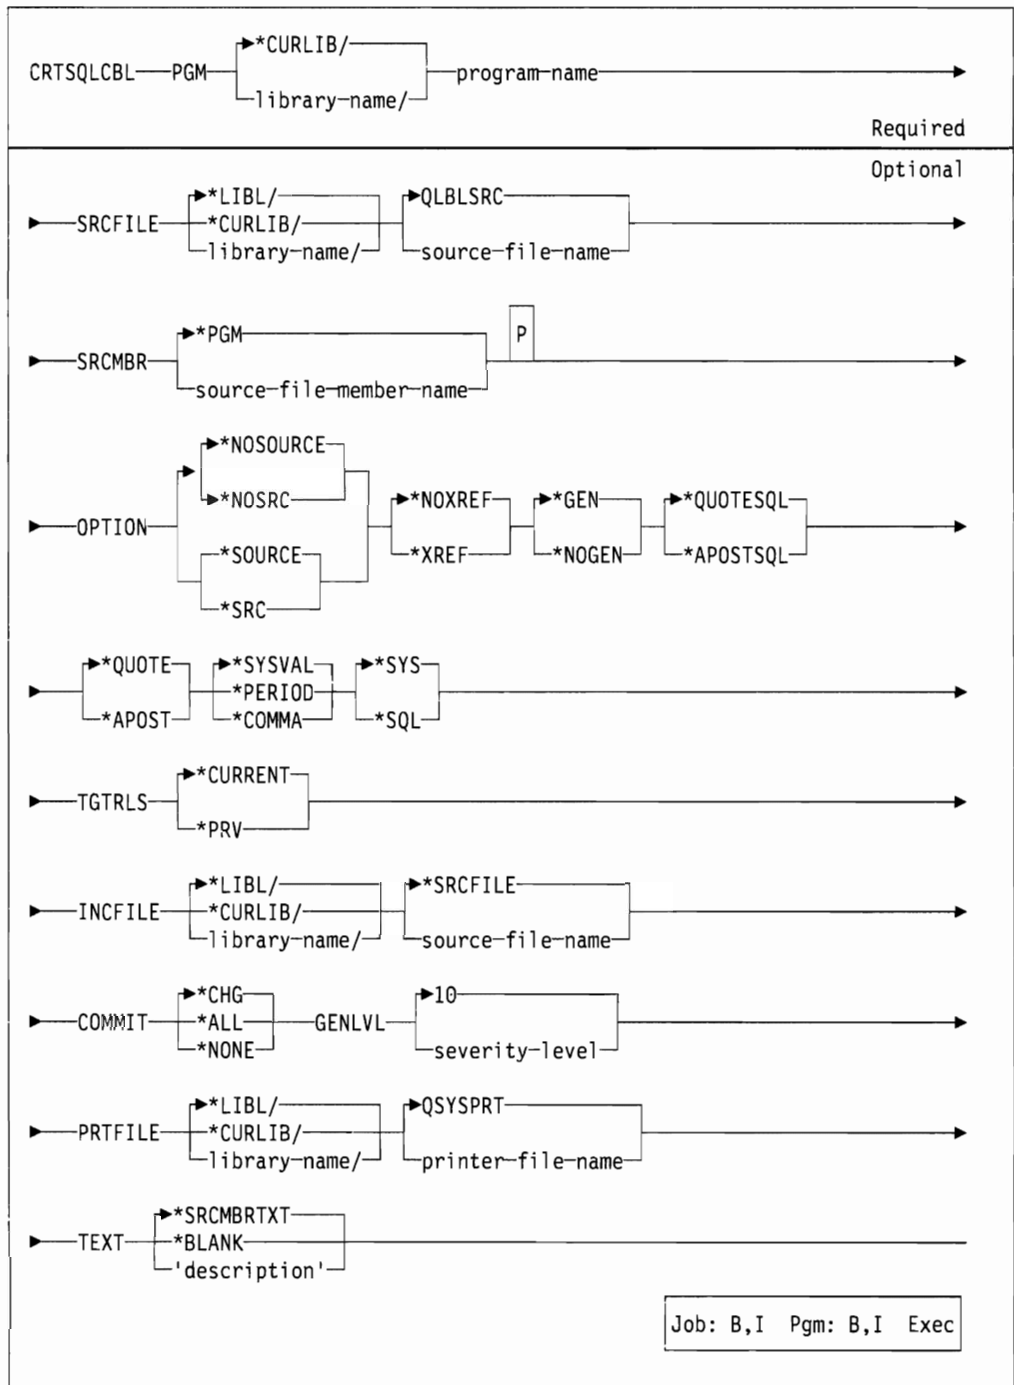 *CURLIB/
CRTSQLCBL PGM program-name
library-name/
Required
Optional
*LIBL/ QLBLSRC
SRCFILE *CURLIB/
library-name/ source-file-name
*PGM P
SRCMBR
source-file-member-name
*NOSOURCE
*NOSRC *NOXREF *GEN *QUOTESQL
OPTION
*SOURCE *XREF *NOGEN *APOSTSQL
*SRC
*QUOTE *SYSVAL *SYS
*PERIOD
*APOST *COMMA *SQL
*CURRENT
TGTRLS
*PRV
*LIBL/ *SRCFILE
INCFILE *CURLIB/
library-name/ source-file-name
*CHG 10
COMMIT *ALL GENLVL
*NONE severity-level
*LIBL/ QSYSPRT
PRTFILE *CURLIB/
library-name/ printer-file-name
*SRCMBRTXT
TEXT *BLANK
'description'
Job: B,I Pgm: B,I Exec